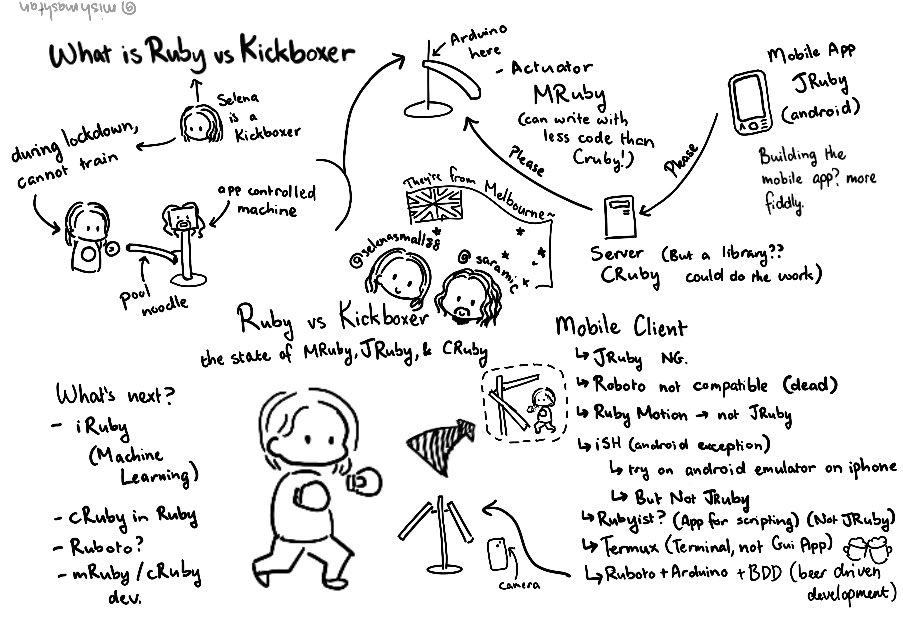 @mishmashfan
What is Ruby vs Kickboxer
Selena
is a
Kickboxer
during lockdown,
cannot train
app controlled
machine
pool
noodle
Arduino
here
- Actuator
MRuby
(can write with
less code than
Cruby!)
Mobile App
JRuby
(android)
Building the
mobile app? more
fiddly.
Please
Please
Server (But a library??
CRuby could do the work)
They're from Melbourne~
@selenasmall88
@saramic
Ruby vs Kickboxer
the state of MRuby, JRuby, & CRuby
Mobile Client
↳ JRuby NG.
↳ Roboto not compatible (dead)
↳ Ruby Motion → not JRuby
↳ iSH (android exception)
↳ try on android emulator on iphone
↳ But Not JRuby
↳ Rubyist? (App for scripting) (Not JRuby)
↳ Termux (Terminal, not Gui App)
↳ Ruboto + Arduino + BDD (beer driven
development)
camera
What's next?
- iRuby
(Machine
Learning)
- cRuby in Ruby
- Ruboto?
- mRuby / cRuby
dev.